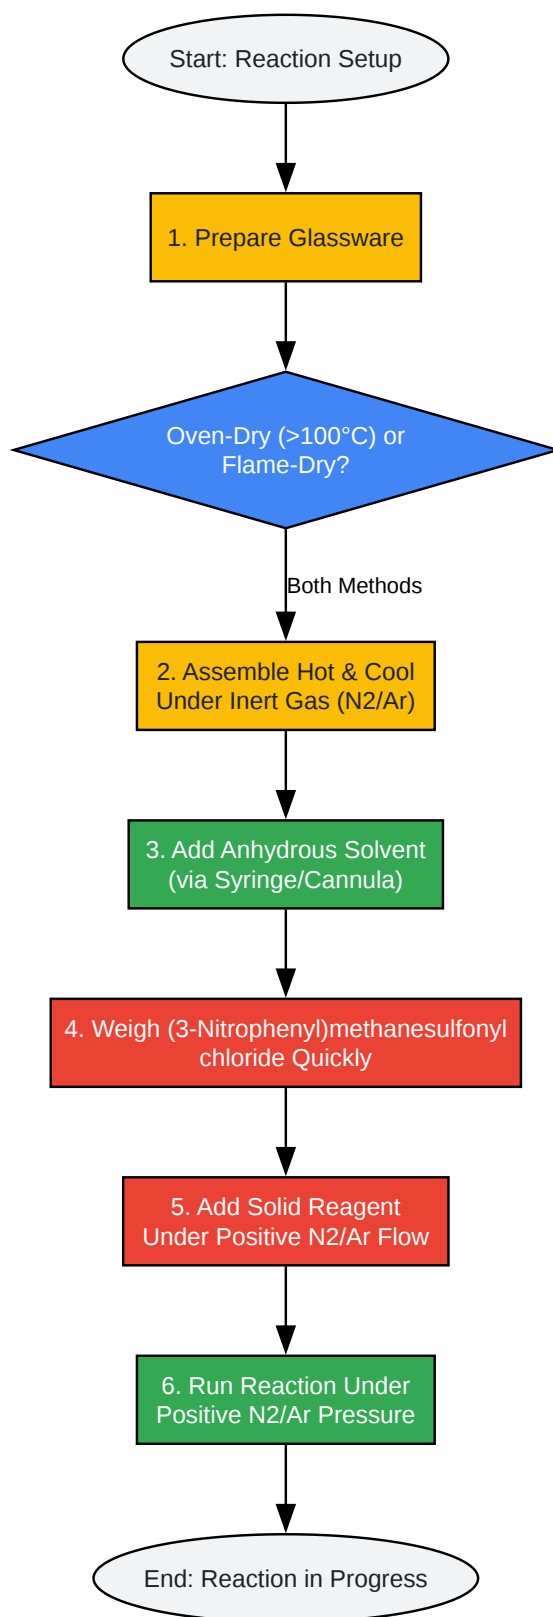 Start: Reaction Setup
1. Prepare Glassware
Oven-Dry (>100°C) or
Flame-Dry?
Both Methods
2. Assemble Hot & Cool
Under Inert Gas (N2/Ar)
3. Add Anhydrous Solvent
(via Syringe/Cannula)
4. Weigh (3-Nitrophenyl)methanesulfonyl
chloride Quickly
5. Add Solid Reagent
Under Positive N2/Ar Flow
6. Run Reaction Under
Positive N2/Ar Pressure
End: Reaction in Progress